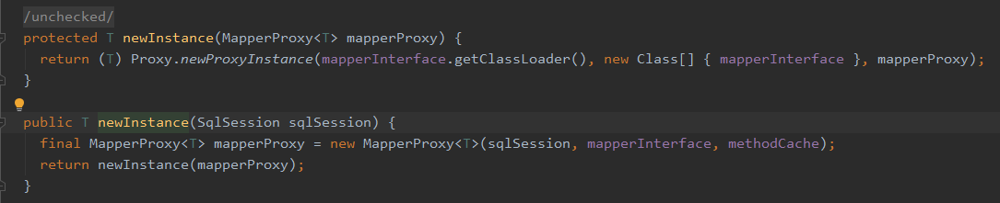 /unchecked/
protected T newInstance(MapperProxy<T> mapperProxy) {
return (T) Proxy.newProxyInstance(mapperInterface.getClassLoader(), new Class[] { mapperInterface }, mapperProxy);
}
public T newInstance(SqlSession sqlSession) {
final MapperProxy<T> mapperProxy = new MapperProxy<T>(sqlSession, mapperInterface, methodCache);
return newInstance(mapperProxy);
}